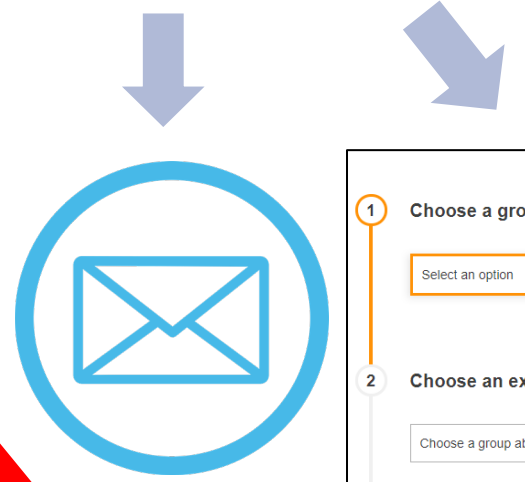 1
Choose a gro
Select an option
2
Choose an ex
Choose a group ab